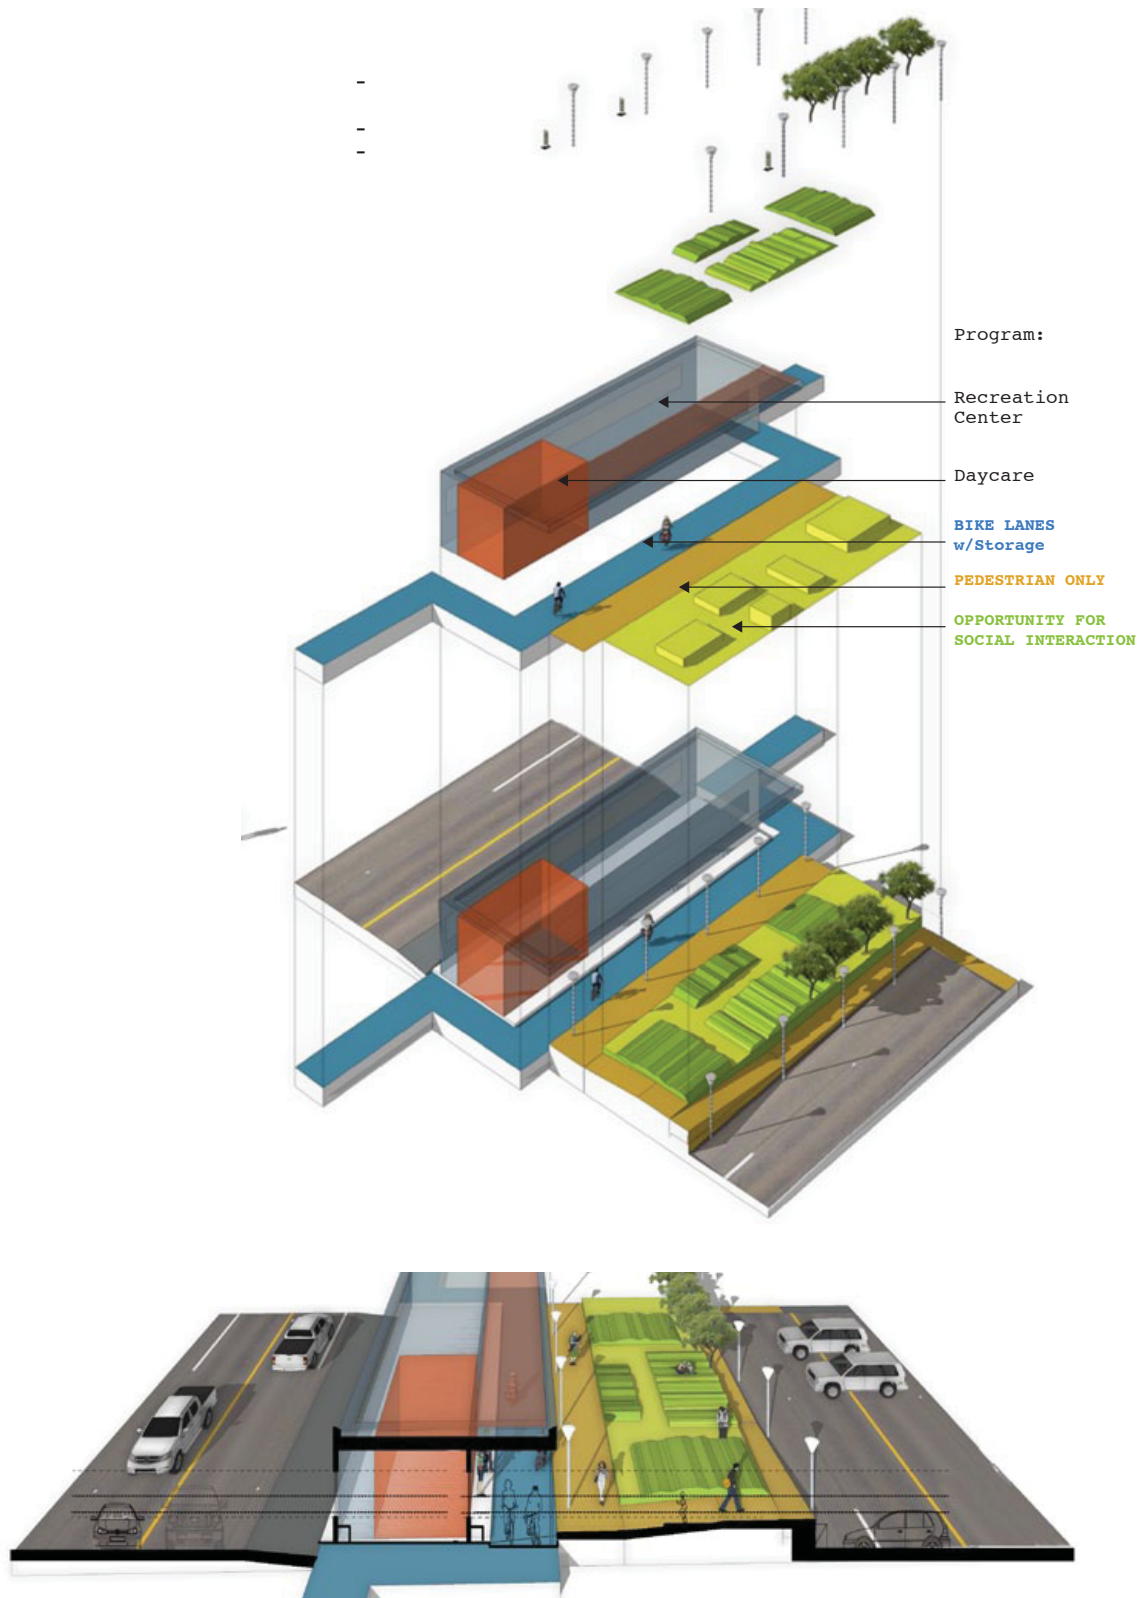 -
-
-
Program:
Recreation
Center
Daycare
BIKE LANES
w/Storage
PEDESTRIAN ONLY
OPPORTUNITY FOR
SOCIAL INTERACTION